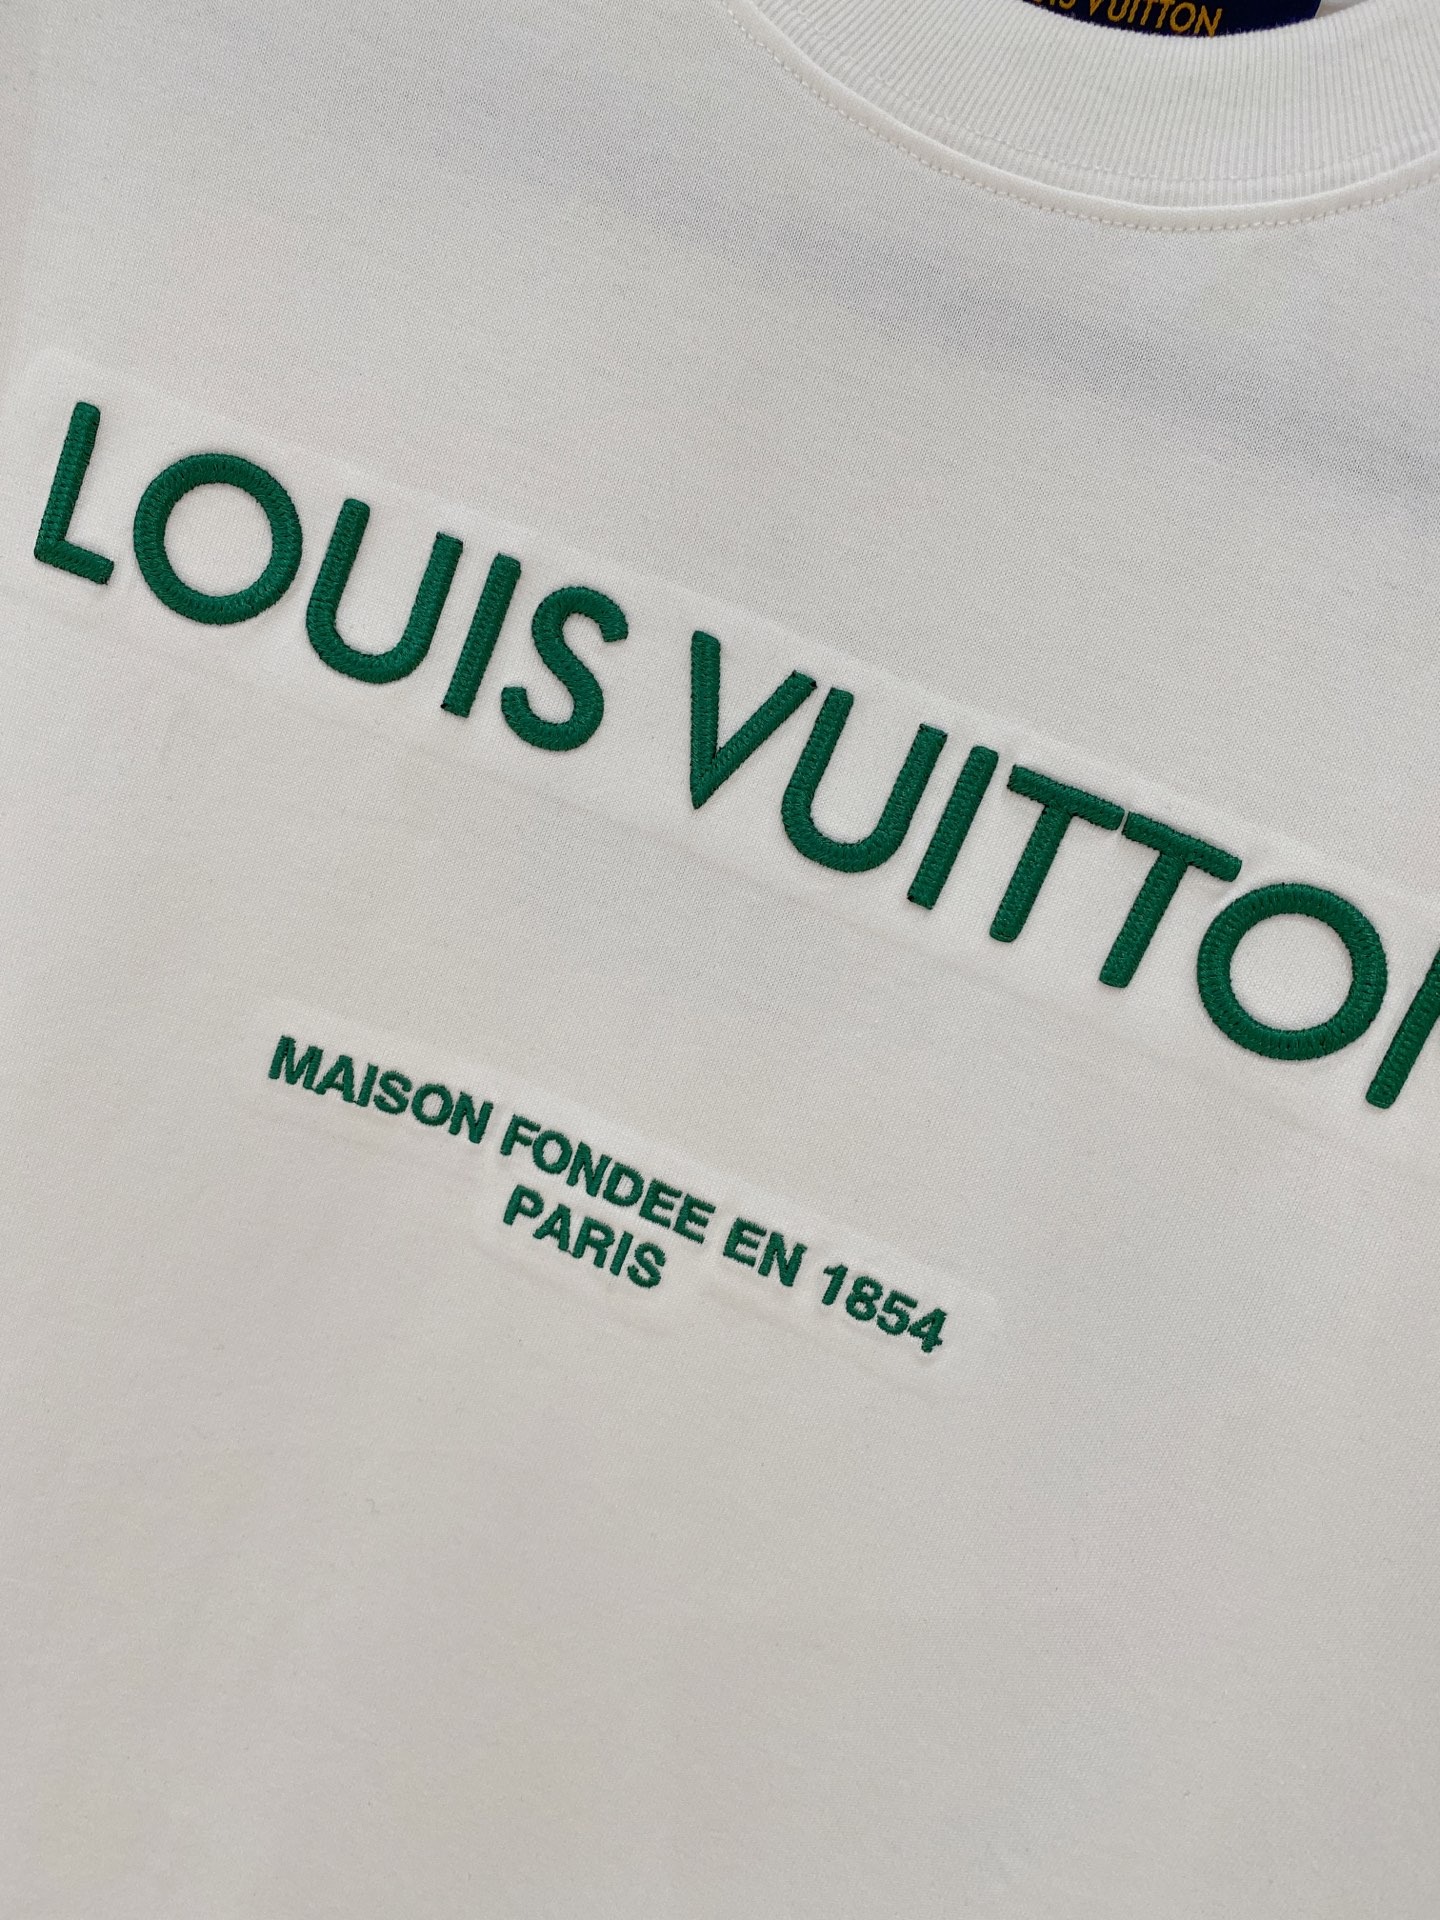 VUITTON
LOUIS VUITTON
MAISON FONDEE EN 1854
PARIS